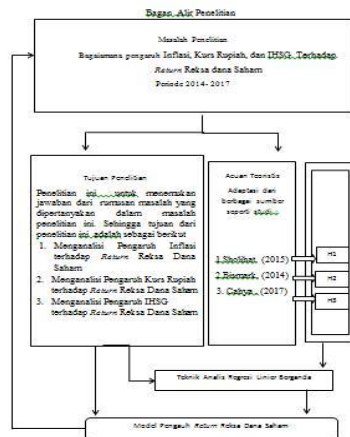 Bagan Alir Penelitian
Masalah Penelitian
Bagaimana pengaruh Inflasi, Kurs Rupiah, dan IHSG Terhadap
Return Reksa dana Saham
Periode 2014- 2017
Tujuan Penelitian
Penelitian ini untuk menemukan
jawaban dari rumusan masalah yang
dipertanyakan dalam masalah
penelitian ini. Sehingga tujuan dari
penelitian ini adalah sebagai berikut
1. Menganalisi Pengaruh Inflasi
terhadap Return Reksa Dana
Saham
2. Menganalisi Pengaruh Kurs Rupiah
terhadap Return Reksa Dana Saham
3. Menganalisi Pengaruh IHSG
terhadap Return Reksa Dana Saham
Acuan Teoristis
Adaptasi dari
berbagai sumber
seperti studi
1.Sholihat, (2015)
2.Bismark, (2014)
3. Cahya, (2017)
H1
H2
H3
Teknik Analis Regresi Linier Berganda
Model Pengauh Return Reksa Dana Saham